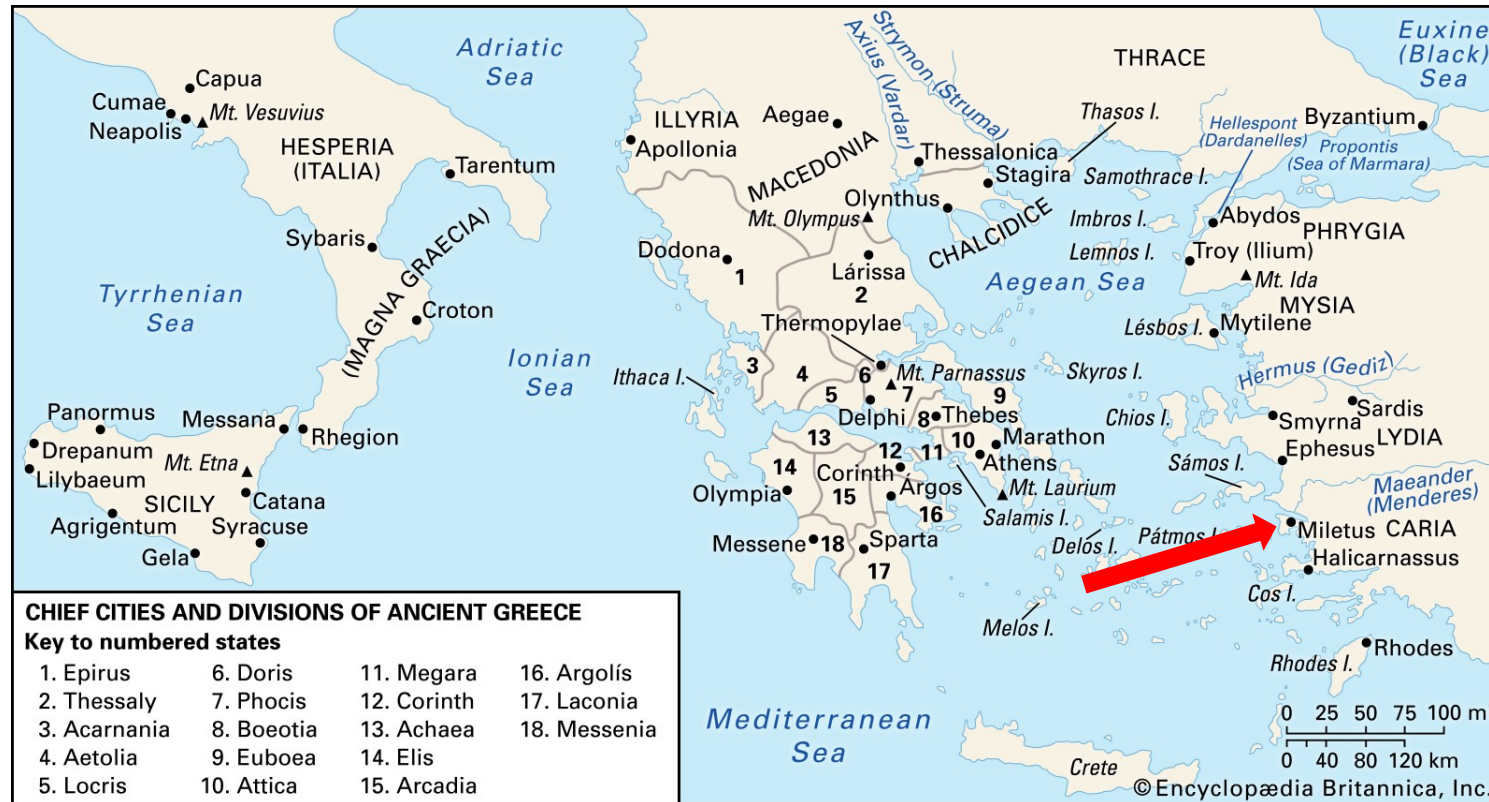 Adriatic
Sea
Strymon (Struma)
Axius (Vardar)
THRACE
Euxine
(Black)
Sea
Capua
Cumae
Mt. Vesuvius
Neapolis
HESPERIA
(ITALIA)
Tarentum
ILLYRIA
Apollonia
Aegae
MACEDONIA
Thessalonica
Stagira
Thasos I.
Samothrace I.
Hellespont
(Dardanelles)
Byzantium
Propontis
(Sea of Marmara)
Olynthus
Mt. Olympus
CHALCIDICE
Imbros I.
Abydos
PHRYGIA
Sybaris
(MAGNA GRAECIA)
Dodona
1
Lárissa
2
Lemnos I.
Troy (Ilium)
Mt. Ida
Aegean Sea
MYSIA
Tyrrhenian
Sea
Croton
Thermopylae
Lésbos I.
Mytilene
Ionian
Sea
Ithaca I.
3
4
5
6
Mt. Parnassus
7
9
Skyros I.
Hermus (Gediz)
Delphi
8
Thebes
Chios I.
Smyrna
Sardis
LYDIA
Panormus
Messana
Rhegion
Drepanum
Mt. Etna
Lilybaeum
SICILY
Catana
Agrigentum
Syracuse
Gela
13
12
11
10
Marathon
Athens
Ephesus
14
Corinth
Sámos I.
Olympia
15
Árgos
Mt. Laurium
Maeander
(Menderes)
16
Salamis I.
Delos I.
Pátmos I.
Miletus
CARIA
Messene
18
Sparta
17
Halicarnassus
Melos I.
Cos I.
Rhodes
Rhodes I.
Mediterranean
Sea
Crete
0 25 50 75 100 m
0 40 80 120 km
© Encyclopædia Britannica, Inc.
CHIEF CITIES AND DIVISIONS OF ANCIENT GREECE
Key to numbered states
1. Epirus
2. Thessaly
3. Acarnania
4. Aetolia
5. Locris
6. Doris
7. Phocis
8. Boeotia
9. Euboea
10. Attica
11. Megara
12. Corinth
13. Achaea
14. Elis
15. Arcadia
16. Argolís
17. Laconia
18. Messenia